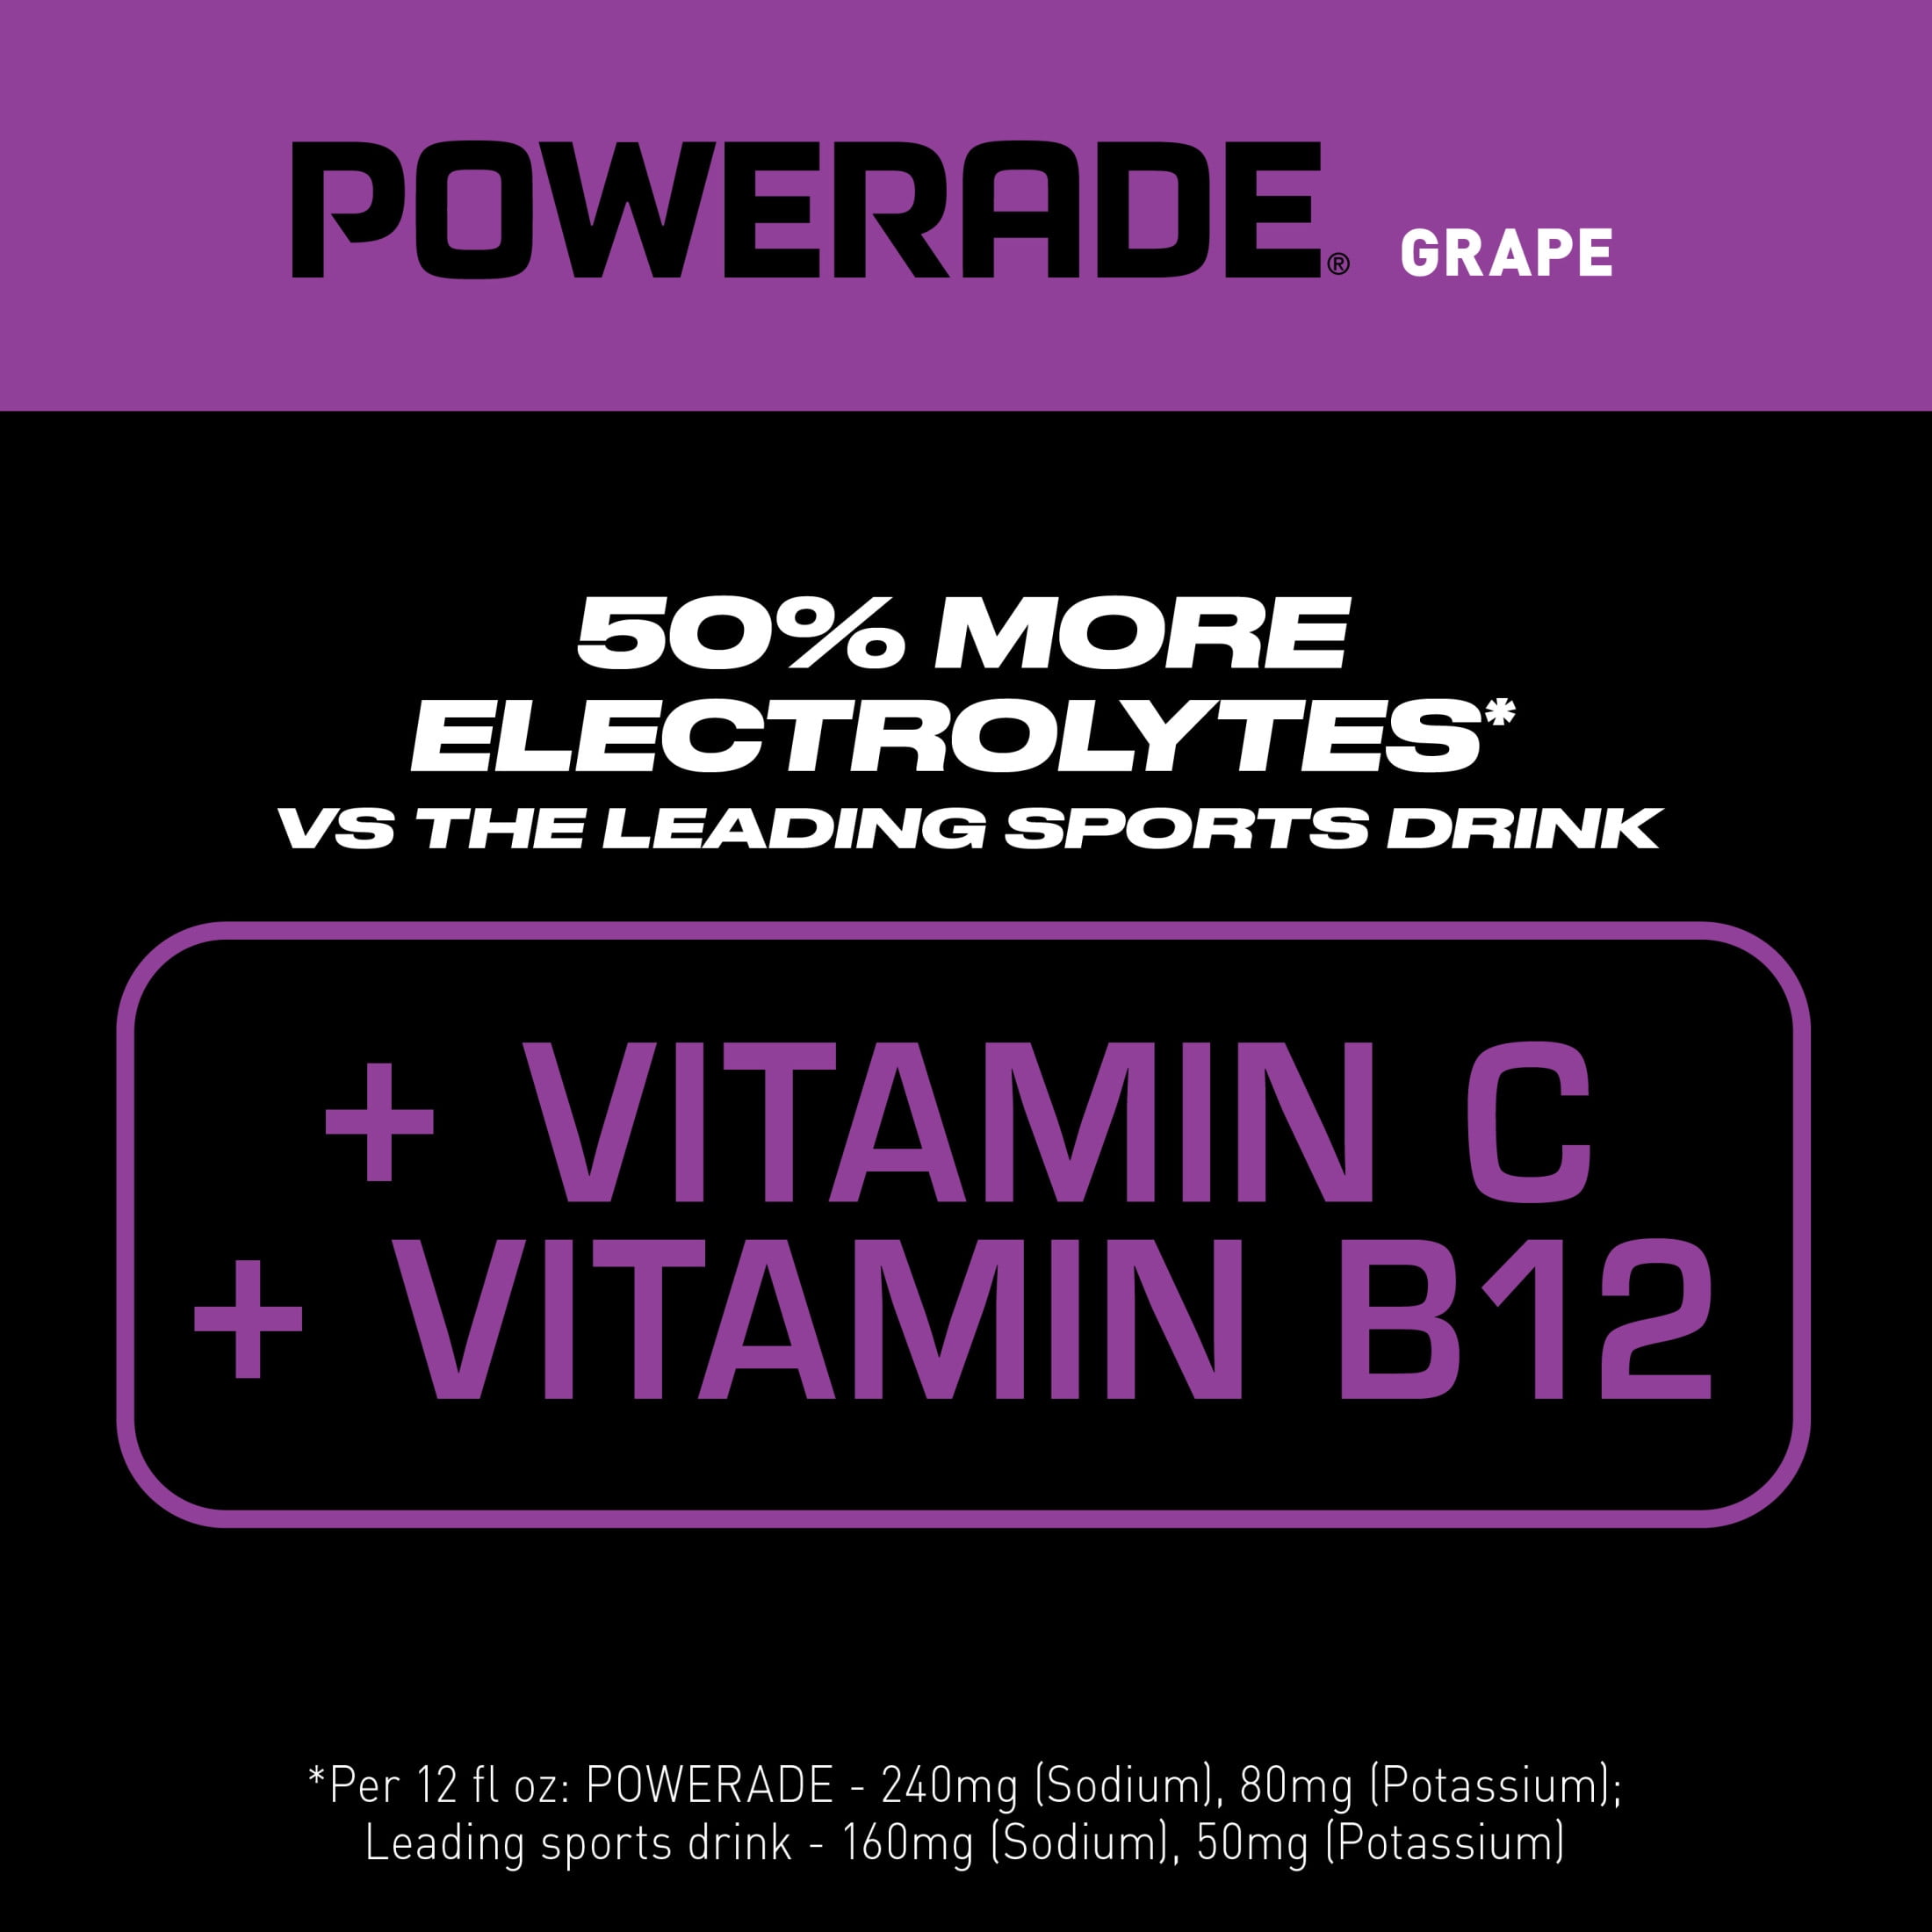 POWERADE® GRAPE
50% MORE
ELECTROLYTES*
VS THE LEADING SPORTS DRINK
+ VITAMIN C
+ VITAMIN B12
*Per 12 fl oz: POWERADE - 240mg (Sodium), 80mg (Potassium);
Leading sports drink - 160mg (Sodium), 50mg (Potassium)